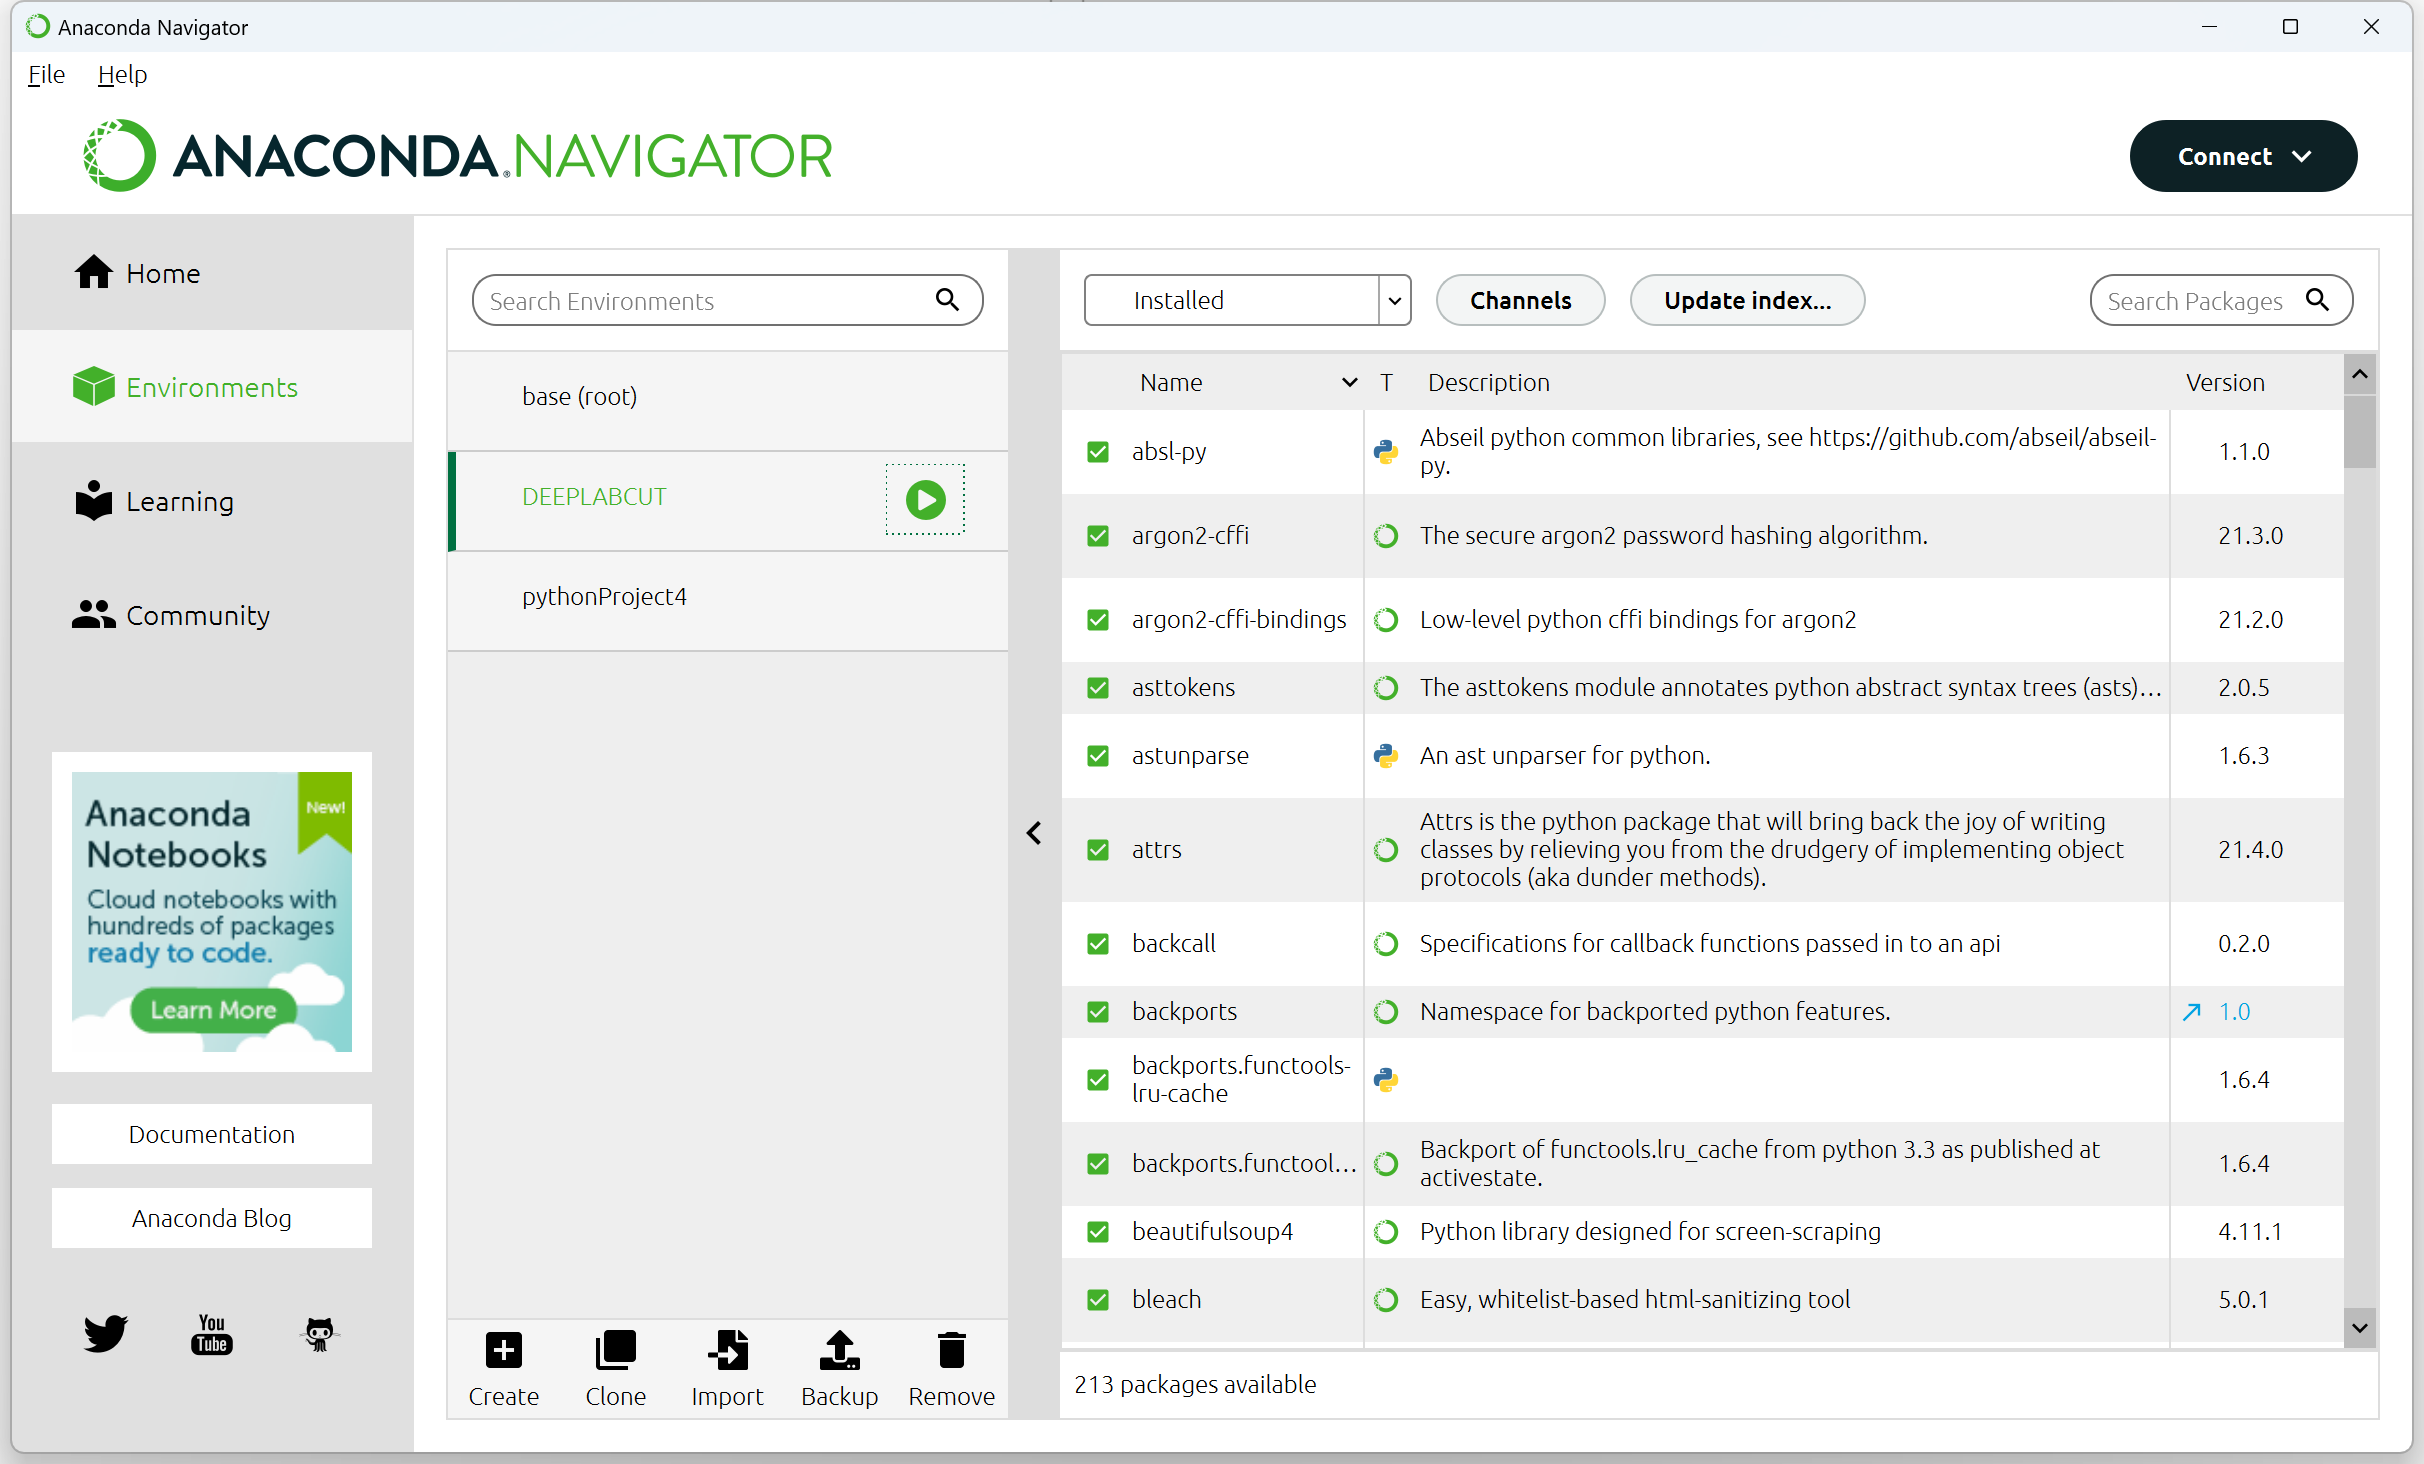 Anaconda Navigator
File Help
ANACONDA.NAVIGATOR
Connect
Home
Environments
Learning
Community
Anaconda
Notebooks
New!
Cloud notebooks with
hundreds of packages
ready to code.
Learn More
Documentation
Anaconda Blog
You
Tube
Search Environments
base (root)
DEEPLABCUT
pythonProject4
Create Clone Import Backup Remove
Installed Channels Update index... Search Packages
Name T Description Version
absl-py Abseil python common libraries, see https://github.com/abseil/abseil-
py. 1.1.0
argon2-cffi The secure argon2 password hashing algorithm. 21.3.0
argon2-cffi-bindings Low-level python cffi bindings for argon2 21.2.0
asttokens The asttokens module annotates python abstract syntax trees (asts)... 2.0.5
astunparse An ast unparser for python. 1.6.3
attrs Attrs is the python package that will bring back the joy of writing
classes by relieving you from the drudgery of implementing object
protocols (aka dunder methods). 21.4.0
backcall Specifications for callback functions passed in to an api 0.2.0
backports Namespace for backported python features. 1.0
backports.functools-
lru-cache 1.6.4
backports.functool... Backport of functools.lru_cache from python 3.3 as published at
activestate. 1.6.4
beautifulsoup4 Python library designed for screen-scraping 4.11.1
bleach Easy, whitelist-based html-sanitizing tool 5.0.1
213 packages available